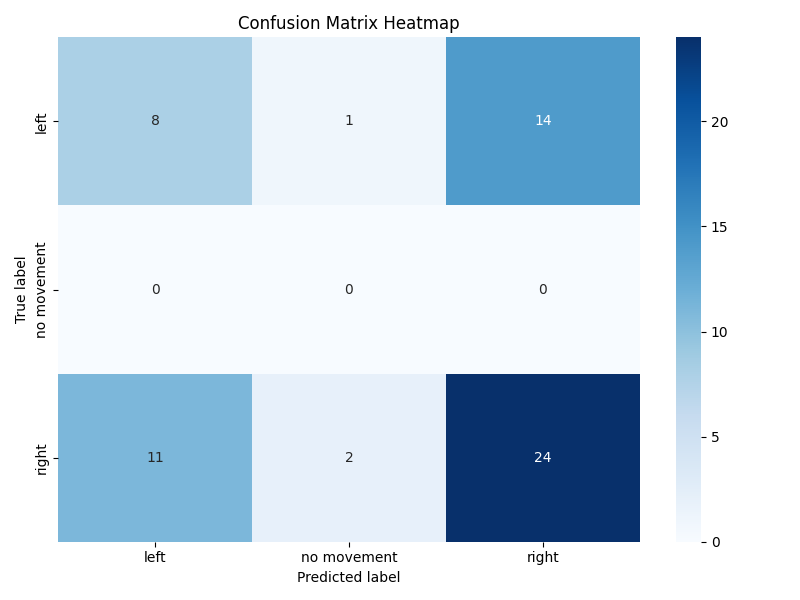 Confusion Matrix Heatmap
True label
left
8 1 14
no movement
0 0 0
right
11 2 24
left no movement right
Predicted label
20
15
10
5
0